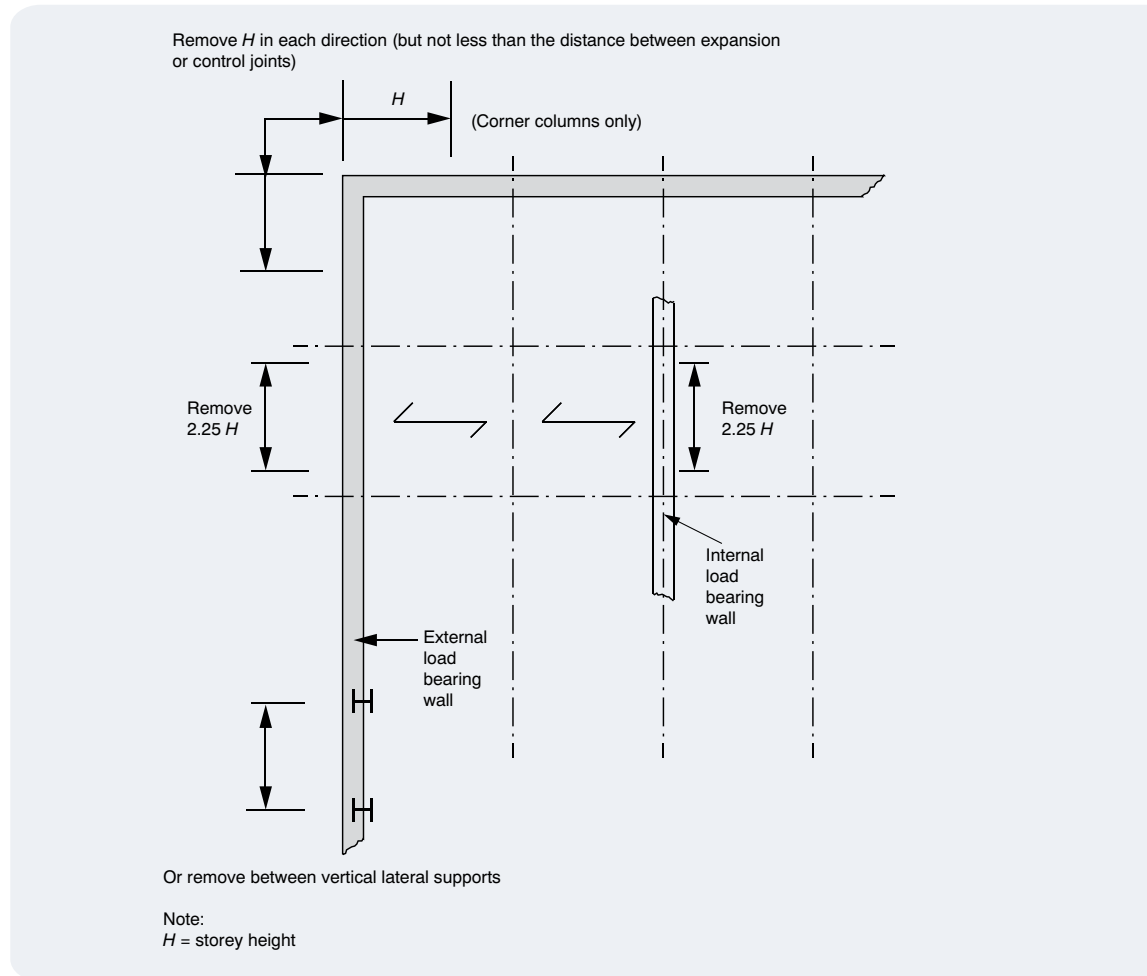 Remove H in each direction (but not less than the distance between expansion
or control joints)
H
(Corner columns only)
Remove
2.25 H
Remove
2.25 H
Internal
load
bearing
wall
External
load
bearing
wall
Or remove between vertical lateral supports
Note:
H = storey height